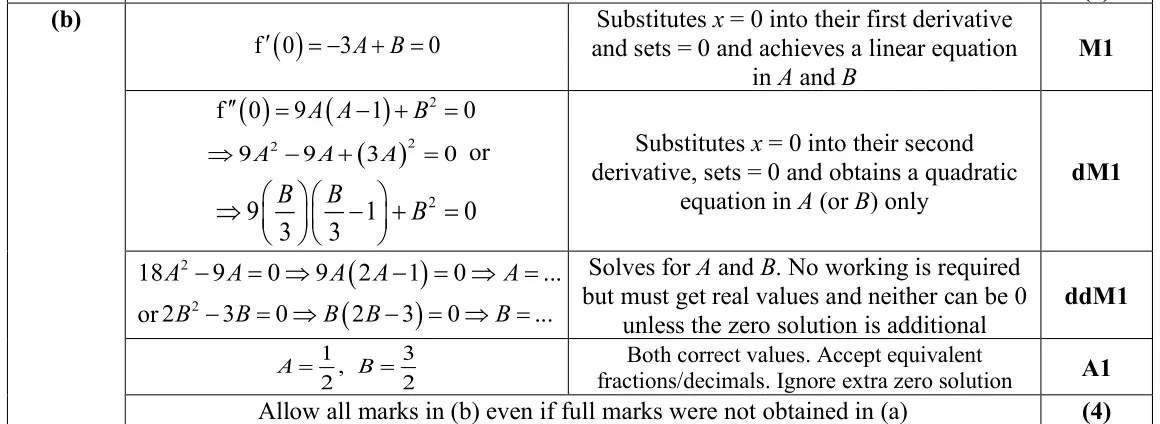 (b)
f′(0) = −3A + B = 0
Substitutes x = 0 into their first derivative
and sets = 0 and achieves a linear equation
in A and B
M1
f″(0) = 9A(A−1) + B² = 0
⇒ 9A² − 9A + (3A)² = 0 or
⇒ 9(B/3)(B/3 − 1) + B² = 0
Substitutes x = 0 into their second
derivative, sets = 0 and obtains a quadratic
equation in A (or B) only
dM1
18A² − 9A = 0 ⇒ 9A(2A−1) = 0 ⇒ A = ...
or 2B² − 3B = 0 ⇒ B(2B−3) = 0 ⇒ B = ...
Solves for A and B. No working is required
but must get real values and neither can be 0
unless the zero solution is additional
ddM1
A = 1/2, B = 3/2
Both correct values. Accept equivalent
fractions/decimals. Ignore extra zero solution
A1
Allow all marks in (b) even if full marks were not obtained in (a)
(4)